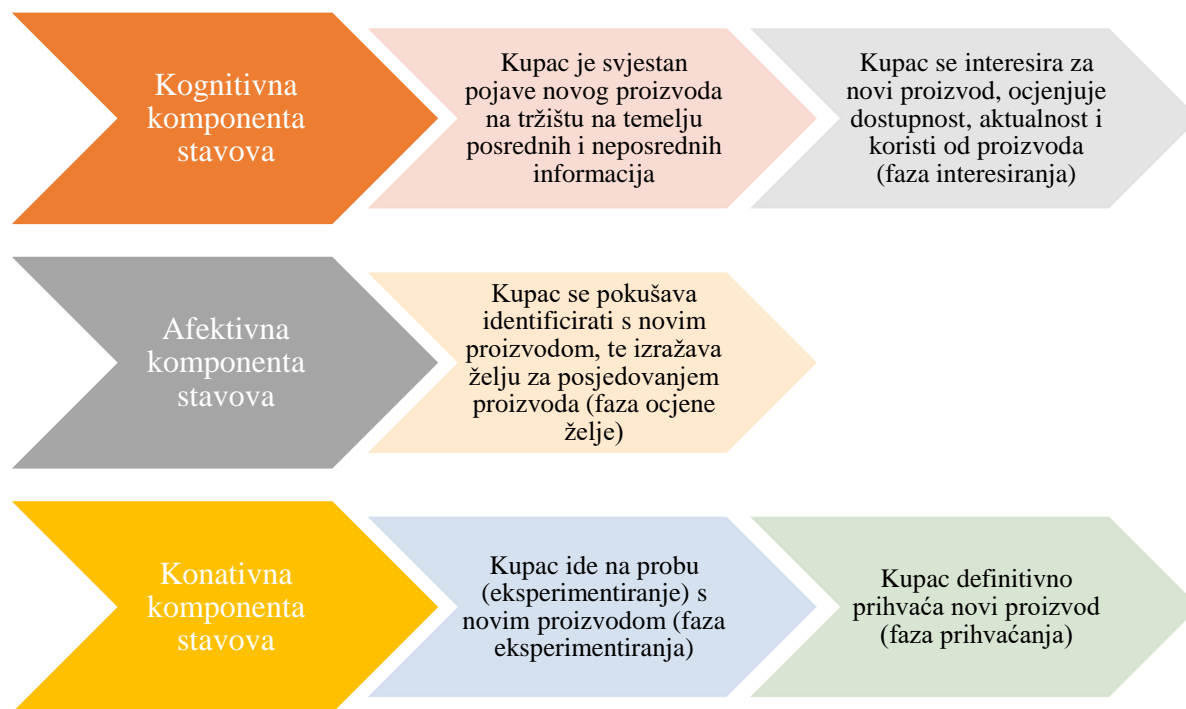 Kognitivna
komponenta
stavova
Kupac je svjestan
pojave novog proizvoda
na tržištu na temelju
posrednih i neposrednih
informacija
Kupac se interesira za
novi proizvod, ocjenjuje
dostupnost, aktualnost i
koristi od proizvoda
(faza interesiranja)
Afektivna
komponenta
stavova
Kupac se pokušava
identificirati s novim
proizvodom, te izražava
želju za posjedovanjem
proizvoda (faza ocjene
želje)
Konativna
komponenta
stavova
Kupac ide na probu
(eksperimentiranje) s
novim proizvodom (faza
eksperimentiranja)
Kupac definitivno
prihvaća novi proizvod
(faza prihvaćanja)